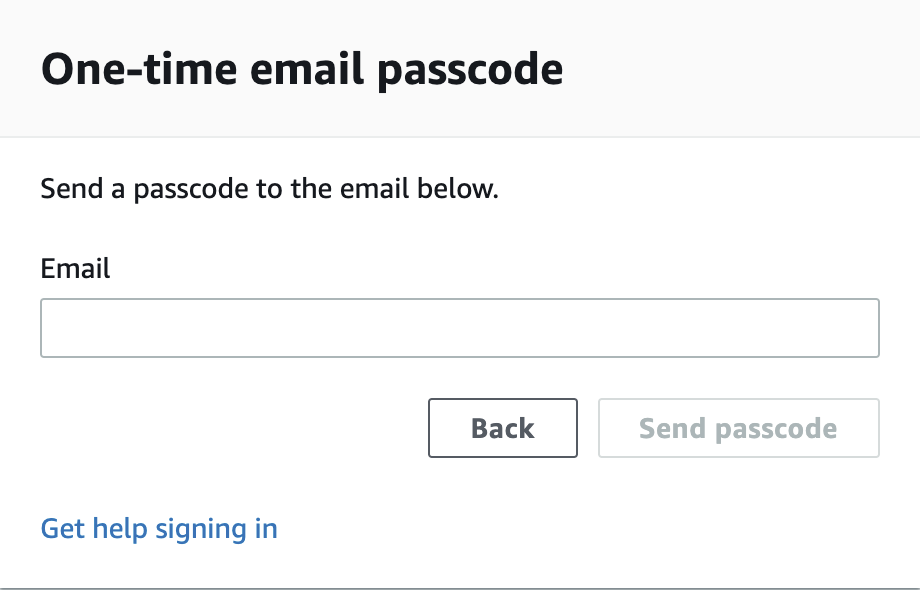 One-time email passcode
Send a passcode to the email below.
Email
Back
Send passcode
Get help signing in